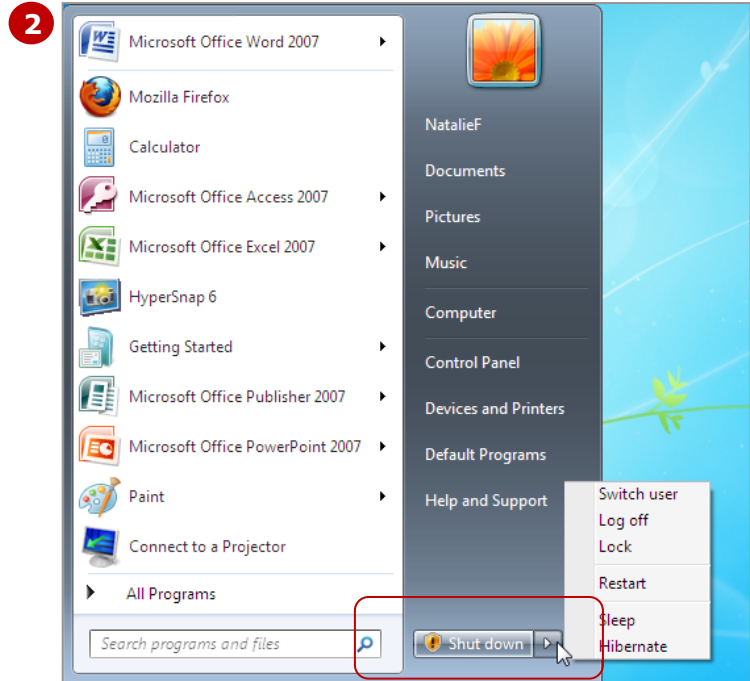 2
Microsoft Office Word 2007
Mozilla Firefox
Calculator
Microsoft Office Access 2007
Microsoft Office Excel 2007
HyperSnap 6
Getting Started
Microsoft Office Publisher 2007
Microsoft Office PowerPoint 2007
Paint
Connect to a Projector
All Programs
Search programs and files
NatalieF
Documents
Pictures
Music
Computer
Control Panel
Devices and Printers
Default Programs
Help and Support
Shut down
Switch user
Log off
Lock
Restart
Sleep
Hibernate